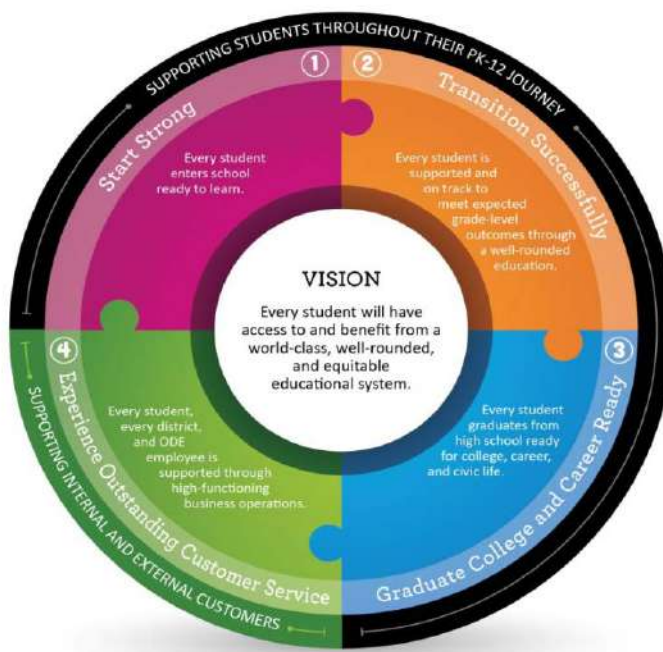 SUPPORTING STUDENTS THROUGHOUT THEIR PK-12 JOURNEY
1
Start Strong
Every student
enters school
ready to learn.
2
Transition Successfully
Every student is
supported and
on track to
meet expected
grade-level
outcomes through
a well-rounded
education.
VISION
Every student will have
access to and benefit from a
world-class, well-rounded,
and equitable
educational system.
3
Graduate College and Career Ready
Every student
graduates from
high school ready
for college, career,
and civic life.
4
Experience Outstanding Customer Service
Every student,
every district,
and ODE
employee is
supported through
high-functioning
business operations.
SUPPORTING INTERNAL AND EXTERNAL CUSTOMERS